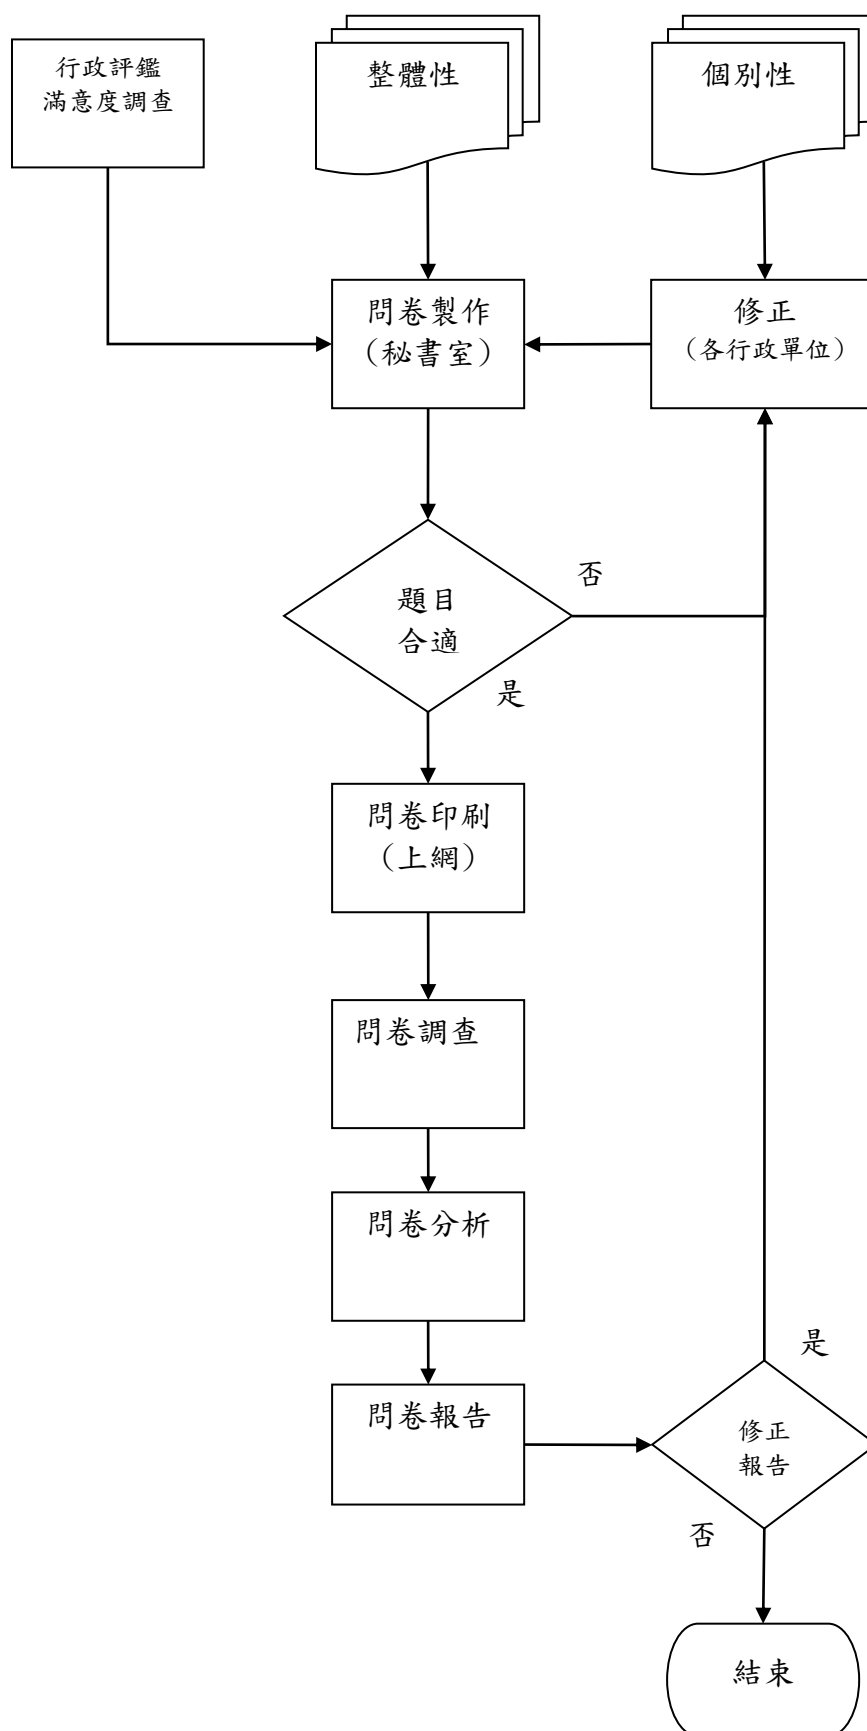 行政評鑑
滿意度調查
整體性
個別性
問卷製作
（秘書室）
修正
（各行政單位）
題目
合適
否
是
問卷印刷
（上網）
問卷調查
問卷分析
問卷報告
是
修正
報告
否
結束